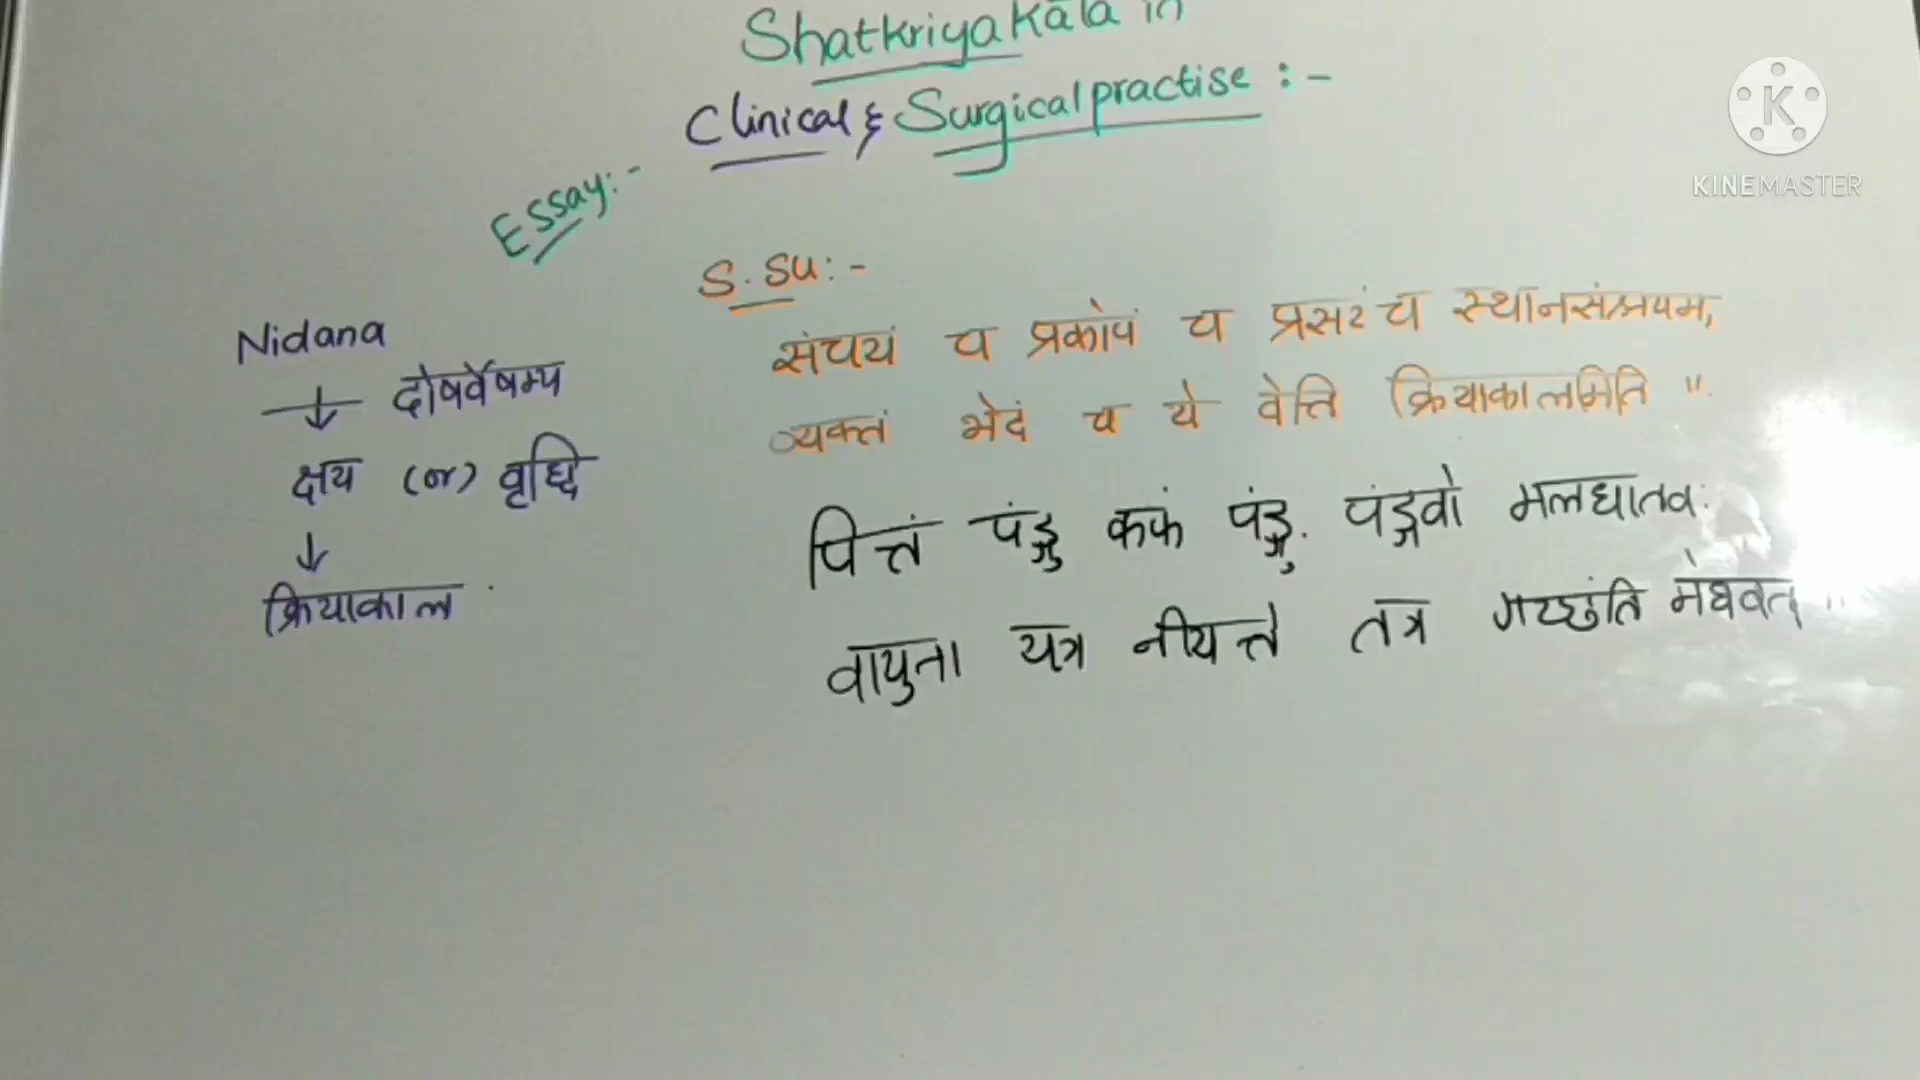 Shatkriyakala in
Clinical & Surgical practise :-
KINEMASTER
Essay:-
S. Su:-
संचयं च प्रकोपं च प्रसरं च स्थानसंश्रयम,
व्यक्तं भेदं च ये वेत्ति क्रियाकालमिति "
पित्तं पंङ्गु कफं पंङ्गु. पंङ्गवो मलधातवः
वायुना यत्र नीयत्ते तत्र गच्छंति मेघवत् "
Nidana
दोषवैषम्य
क्षय (or) वृध्दि
क्रियाकाल